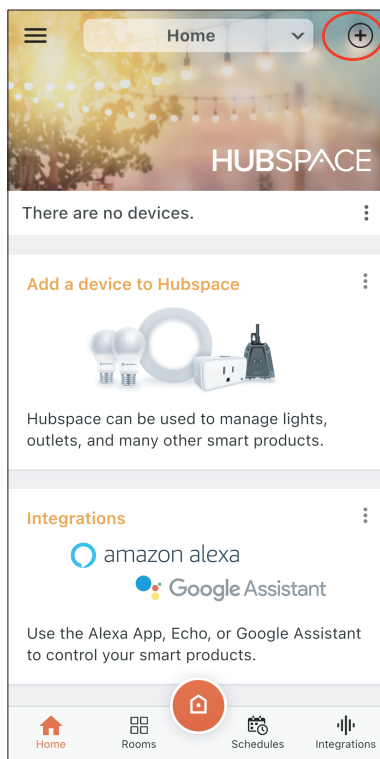 Home
HUBSPACE
There are no devices.
Add a device to Hubspace
Hubspace can be used to manage lights,
outlets, and many other smart products.
Integrations
amazon alexa
Google Assistant
Use the Alexa App, Echo, or Google Assistant
to control your smart products.
Home
Rooms
Schedules
Integrations